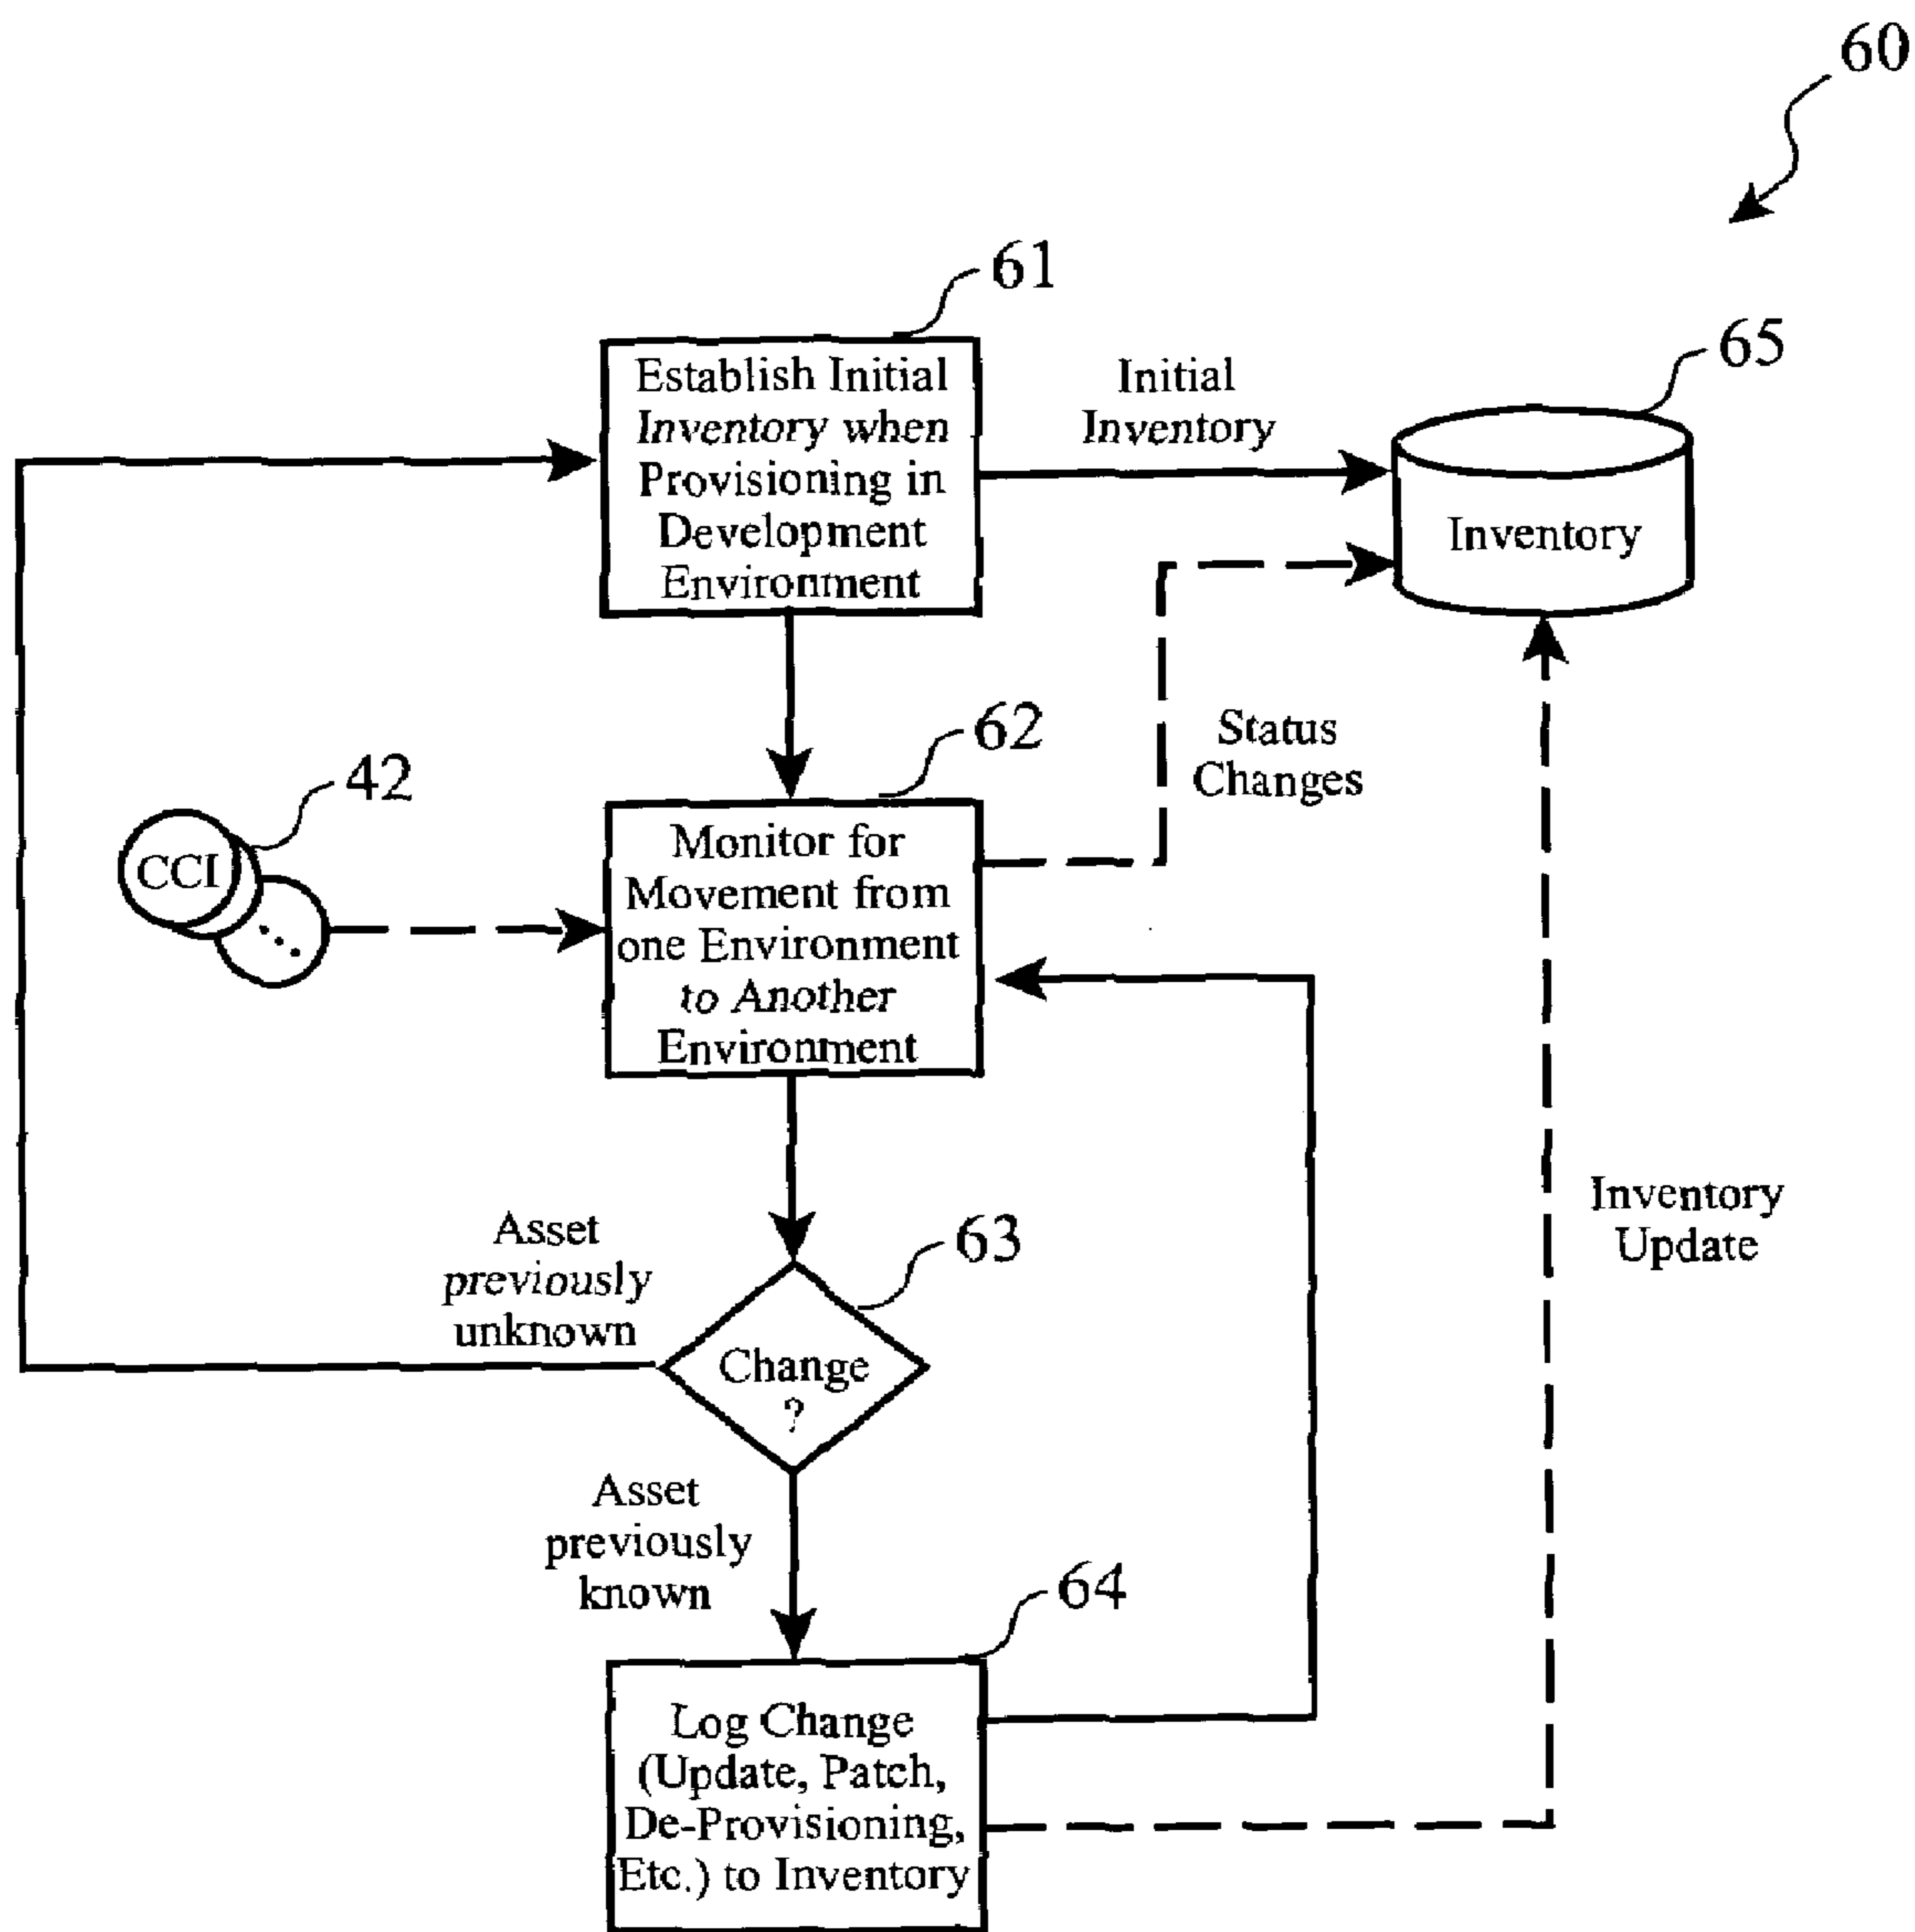 60
61
Establish Initial
Inventory when
Provisioning in
Development
Environment
Initial
Inventory
65
Inventory
62
Status
Changes
42
CCI
Monitor for
Movement from
one Environment
to Another
Environment
Inventory
Update
Asset
previously
unknown
63
Change
?
Asset
previously
known
64
Log Change
(Update, Patch,
De-Provisioning,
Etc.) to Inventory